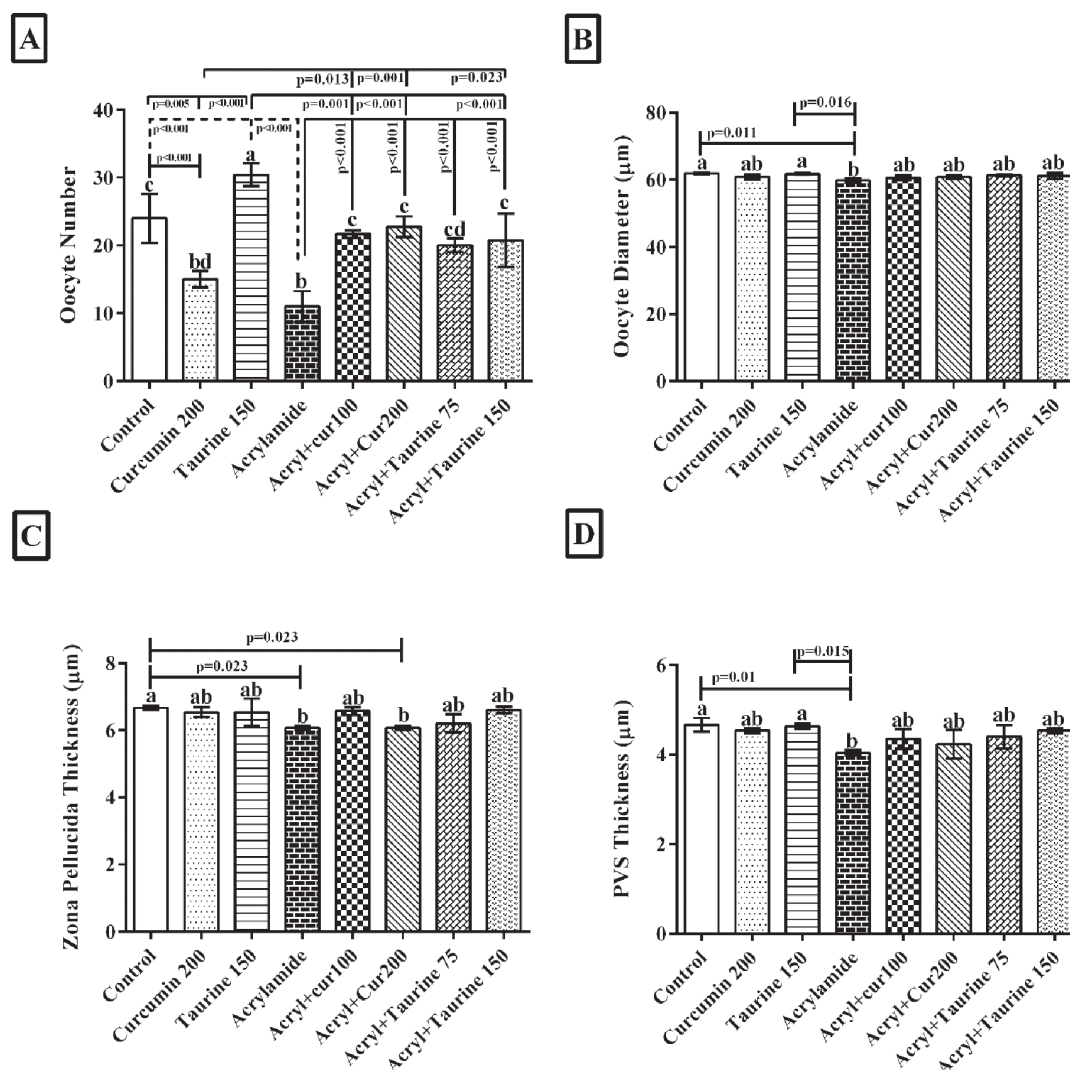 A
p=0.013 p=0.001 p=0.023
p=0.005 p<0.001 p=0.001 p<0.001 p<0.001
p<0.001 p<0.001 p<0.001 p<0.001 p<0.001 p<0.001
p<0.001
Oocyte Number
40
30
20
10
0
c bd a b c c cd c
Control
Curcumin 200
Taurine 150
Acrylamide
Acryl+cur100
Acryl+Cur200
Acryl+Taurine 75
Acryl+Taurine 150
B
p=0.016
p=0.011
Oocyte Diameter (μm)
80
60
40
20
0
a ab a b ab ab ab ab
Control
Curcumin 200
Taurine 150
Acrylamide
Acryl+cur100
Acryl+Cur200
Acryl+Taurine 75
Acryl+Taurine 150
C
p=0.023
p=0.023
Zona Pellucida Thickness (μm)
8
6
4
2
0
a ab ab b ab b ab ab
Control
Curcumin 200
Taurine 150
Acrylamide
Acryl+cur100
Acryl+Cur200
Acryl+Taurine 75
Acryl+Taurine 150
D
p=0.015
p=0.01
PVS Thickness (μm)
6
4
2
0
a ab a b ab ab ab ab
Control
Curcumin 200
Taurine 150
Acrylamide
Acryl+cur100
Acryl+Cur200
Acryl+Taurine 75
Acryl+Taurine 150